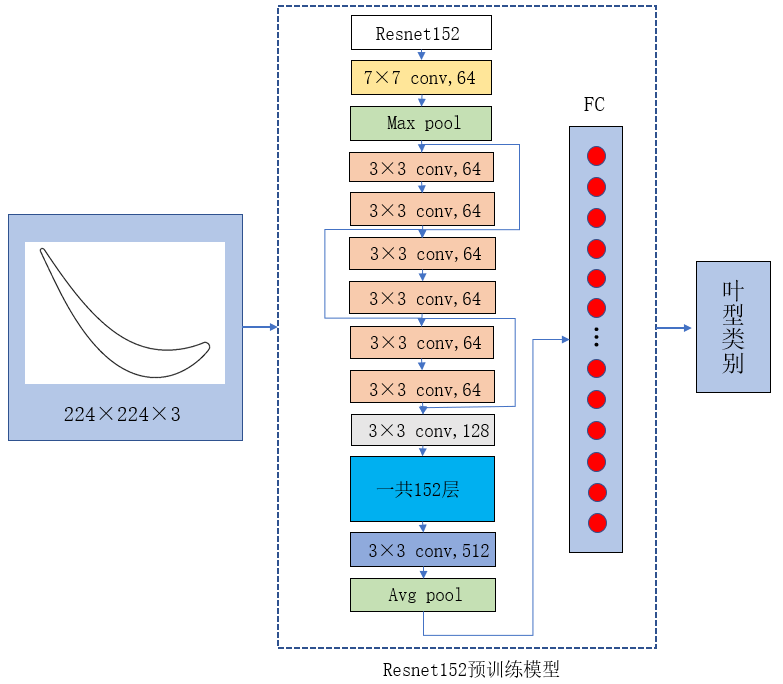 224×224×3
Resnet152
7×7 conv,64
Max pool
3×3 conv,64
3×3 conv,64
3×3 conv,64
3×3 conv,64
3×3 conv,64
3×3 conv,64
3×3 conv,128
一共152层
3×3 conv,512
Avg pool
FC
...
叶型类别
Resnet152预训练模型